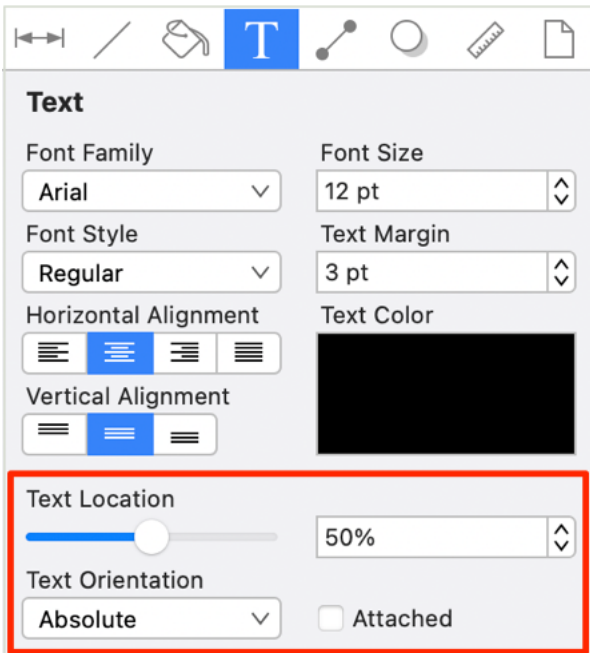 T
Text
Font Family
Font Size
Arial
12 pt
Font Style
Text Margin
Regular
3 pt
Horizontal Alignment
Text Color
Vertical Alignment
Text Location
50%
Text Orientation
Absolute
Attached